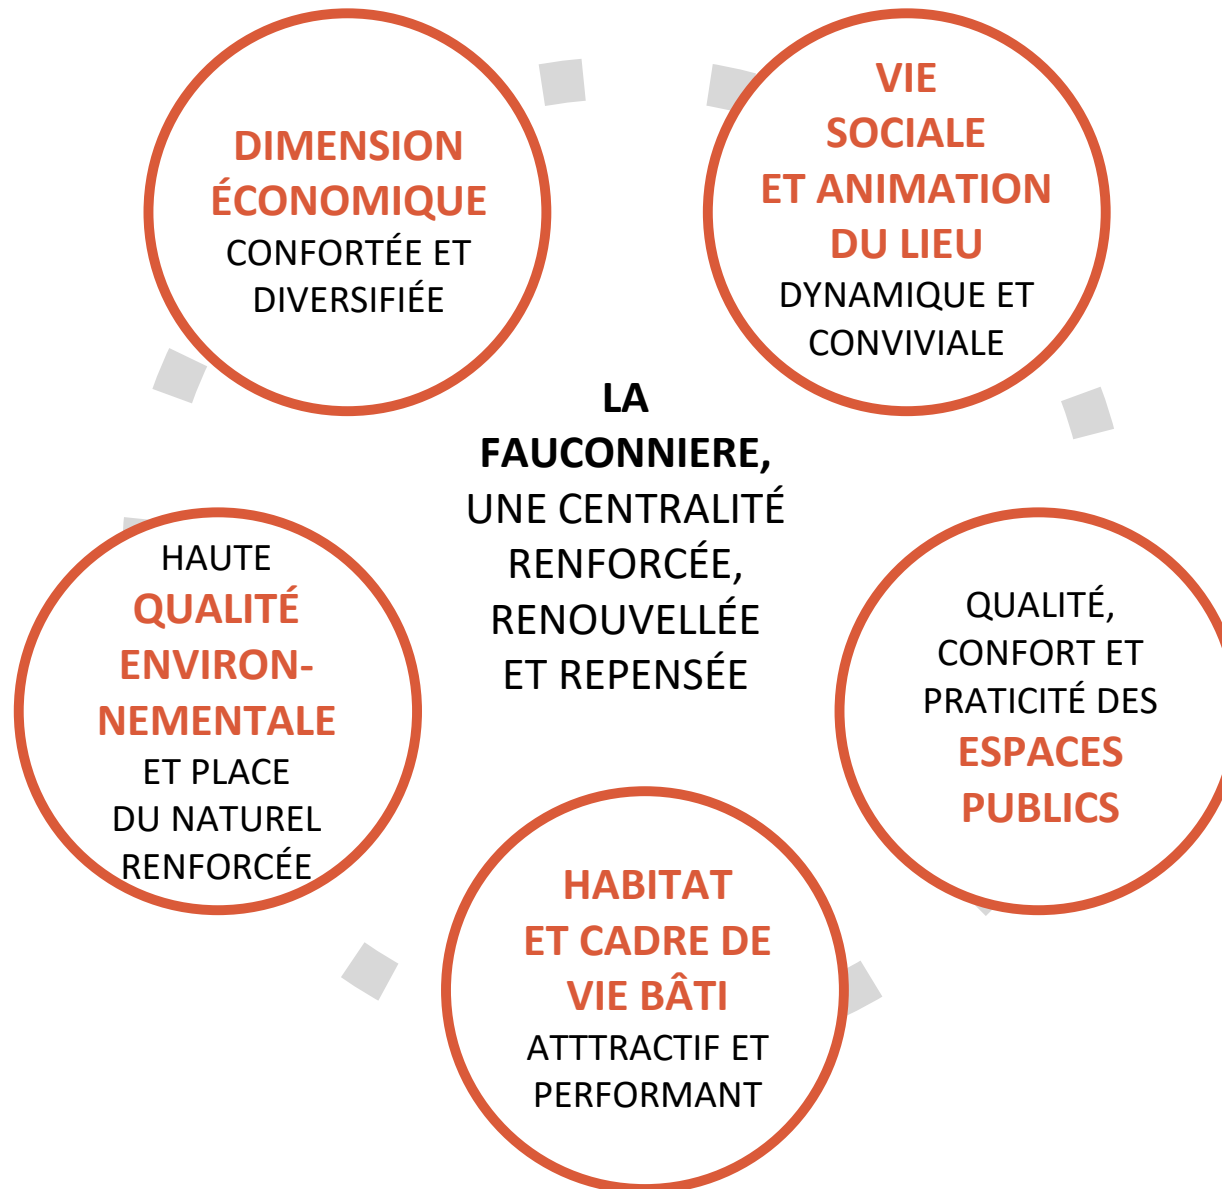 DIMENSION
ÉCONOMIQUE
CONFORTÉE ET
DIVERSIFIÉE
VIE
SOCIALE
ET ANIMATION
DU LIEU
DYNAMIQUE ET
CONVIVIALE
LA
FAUCONNIERE,
UNE CENTRALITÉ
RENFORCÉE,
RENOUVELLÉE
ET REPENSÉE
HAUTE
QUALITÉ
ENVIRON-
NEMENTALE
ET PLACE
DU NATUREL
RENFORCÉE
QUALITÉ,
CONFORT ET
PRATICITÉ DES
ESPACES
PUBLICS
HABITAT
ET CADRE DE
VIE BÂTI
ATTTRACTIF ET
PERFORMANT